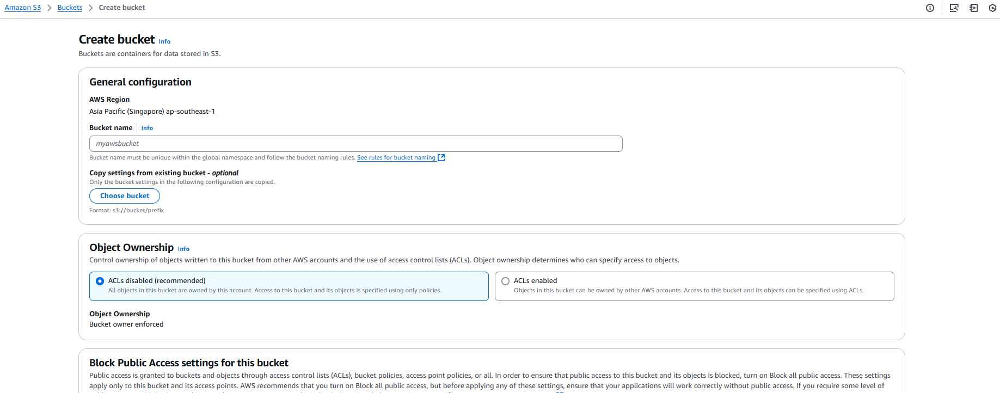 Amazon S3 > Buckets > Create bucket
Create bucket Info
Buckets are containers for data stored in S3.
General configuration
AWS Region
Asia Pacific (Singapore) ap-southeast-1
Bucket name Info
myawsbucket
Bucket name must be unique within the global namespace and follow the bucket naming rules. See rules for bucket naming
Copy settings from existing bucket - optional
Only the bucket settings in the following configuration are copied.
Choose bucket
Format: s3://bucket/prefix
Object Ownership Info
Control ownership of objects written to this bucket from other AWS accounts and the use of access control lists (ACLs). Object ownership determines who can specify access to objects.
ACLs disabled (recommended)
All objects in this bucket are owned by this account. Access to this bucket and its objects is specified using only policies.
ACLs enabled
Objects in this bucket can be owned by other AWS accounts. Access to this bucket and its objects can be specified using ACLs.
Object Ownership
Bucket owner enforced
Block Public Access settings for this bucket
Public access is granted to buckets and objects through access control lists (ACLs), bucket policies, access point policies, or all. In order to ensure that public access to this bucket and its objects is blocked, turn on Block all public access. These settings
apply only to this bucket and its access points. AWS recommends that you turn on Block all public access, but before applying any of these settings, ensure that your applications will work correctly without public access. If you require some level of